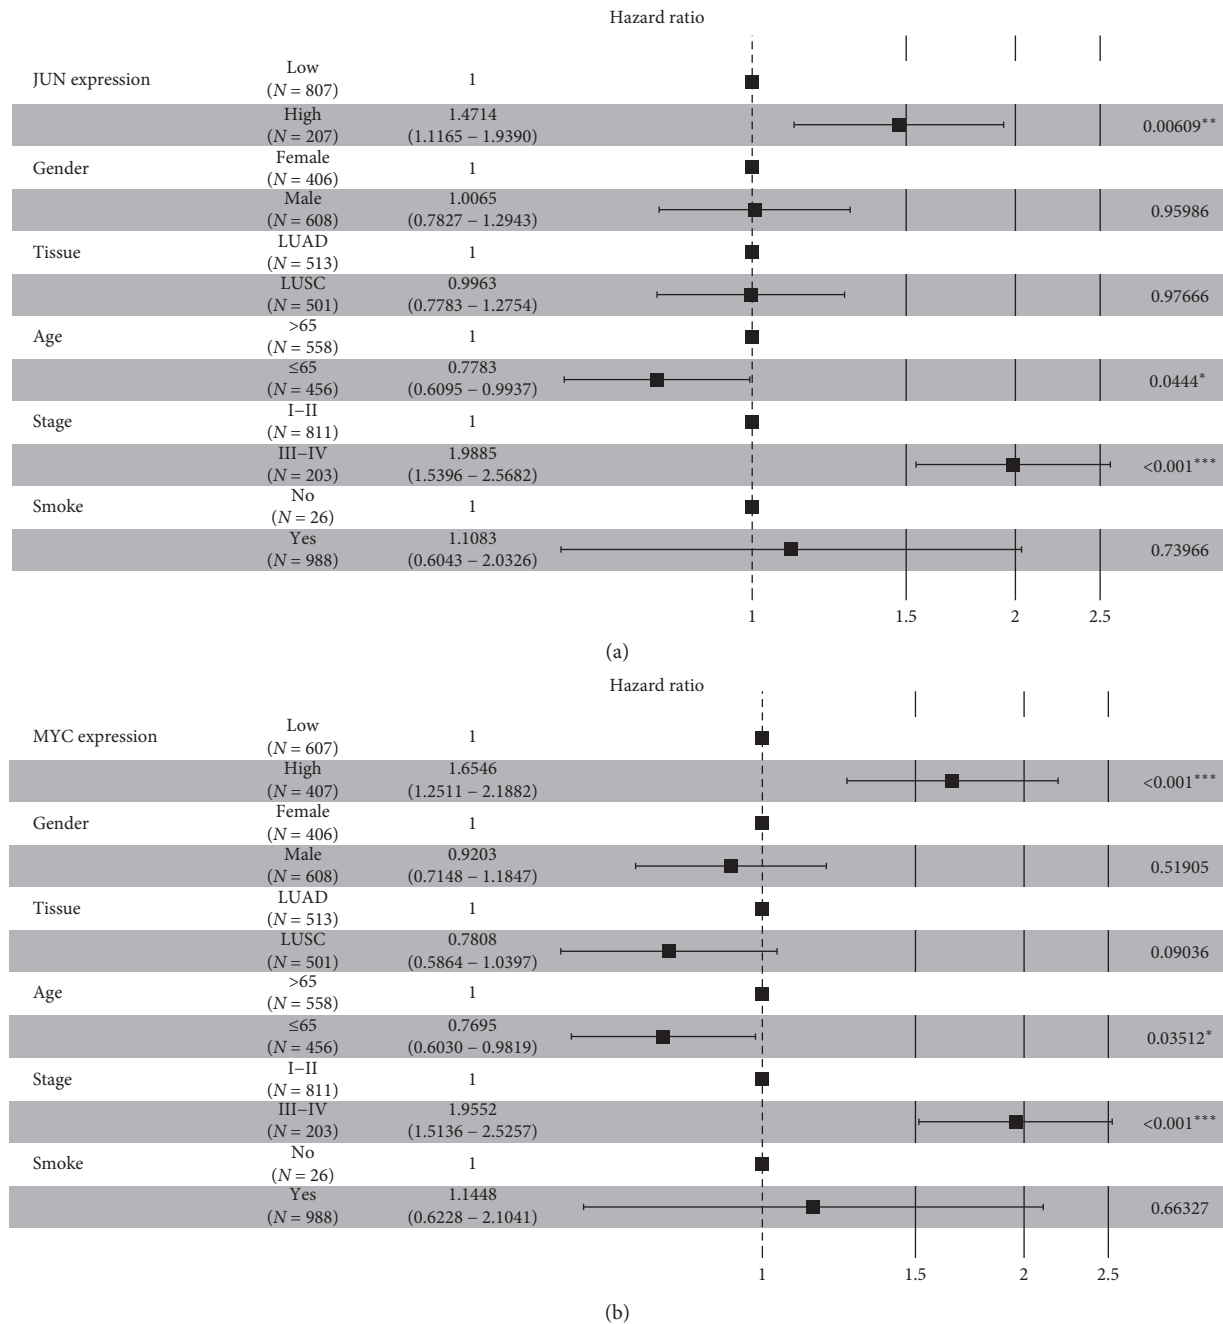 Hazard ratio
JUN expression
Low
(N = 807)
1
High
(N = 207)
1.4714
(1.1165 − 1.9390)
0.00609**
Gender
Female
(N = 406)
1
Male
(N = 608)
1.0065
(0.7827 − 1.2943)
0.95986
Tissue
LUAD
(N = 513)
1
LUSC
(N = 501)
0.9963
(0.7783 − 1.2754)
0.97666
Age
>65
(N = 558)
1
≤65
(N = 456)
0.7783
(0.6095 − 0.9937)
0.0444*
Stage
I−II
(N = 811)
1
III−IV
(N = 203)
1.9885
(1.5396 − 2.5682)
<0.001***
Smoke
No
(N = 26)
1
Yes
(N = 988)
1.1083
(0.6043 − 2.0326)
0.73966
1 1.5 2 2.5
(a)
Hazard ratio
MYC expression
Low
(N = 607)
1
High
(N = 407)
1.6546
(1.2511 − 2.1882)
<0.001***
Gender
Female
(N = 406)
1
Male
(N = 608)
0.9203
(0.7148 − 1.1847)
0.51905
Tissue
LUAD
(N = 513)
1
LUSC
(N = 501)
0.7808
(0.5864 − 1.0397)
0.09036
Age
>65
(N = 558)
1
≤65
(N = 456)
0.7695
(0.6030 − 0.9819)
0.03512*
Stage
I−II
(N = 811)
1
III−IV
(N = 203)
1.9552
(1.5136 − 2.5257)
<0.001***
Smoke
No
(N = 26)
1
Yes
(N = 988)
1.1448
(0.6228 − 2.1041)
0.66327
1 1.5 2 2.5
(b)